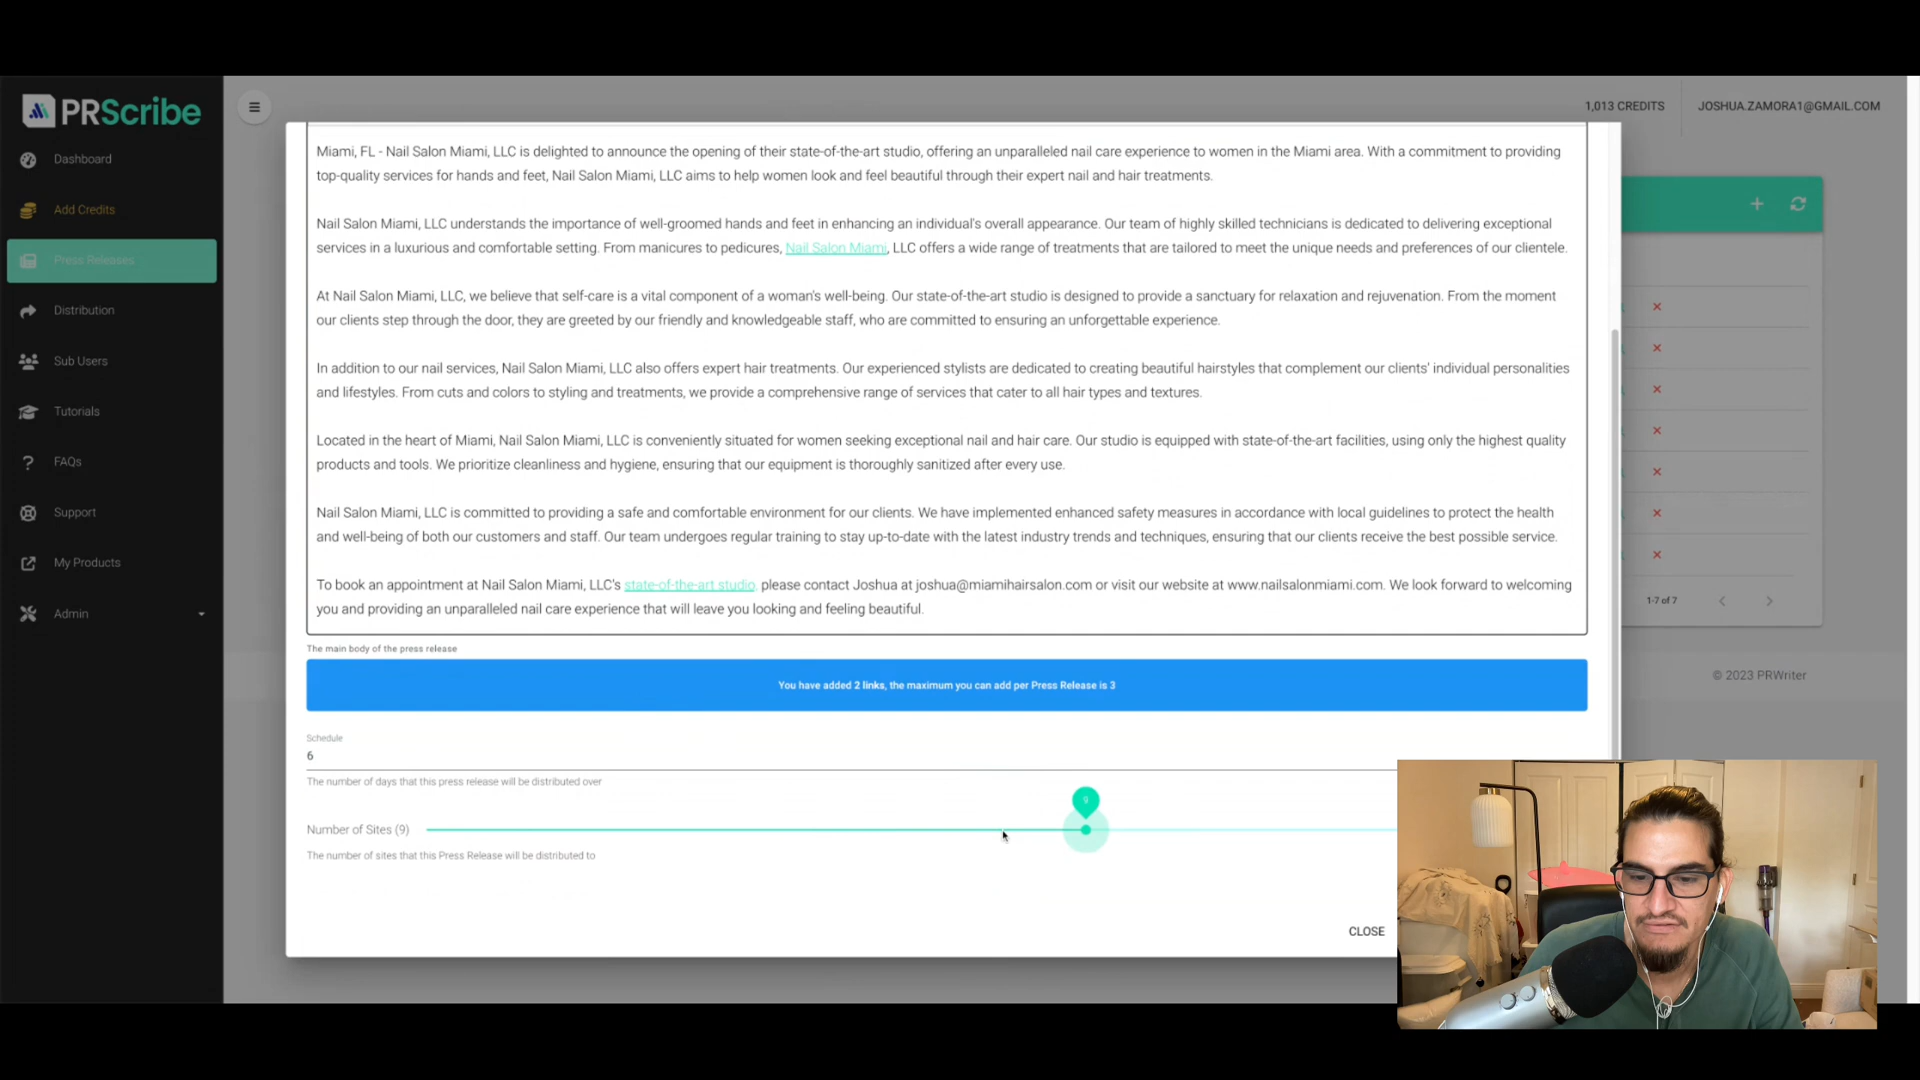 PRScribe
1,013 CREDITS
JOSHUA.ZAMORA1@GMAIL.COM
Dashboard
Add Credits
Press Releases
Distribution
Sub Users
Tutorials
FAQs
Support
My Products
Admin
Miami, FL - Nail Salon Miami, LLC is delighted to announce the opening of their state-of-the-art studio, offering an unparalleled nail care experience to women in the Miami area. With a commitment to providing
top-quality services for hands and feet, Nail Salon Miami, LLC aims to help women look and feel beautiful through their expert nail and hair treatments.
Nail Salon Miami, LLC understands the importance of well-groomed hands and feet in enhancing an individual's overall appearance. Our team of highly skilled technicians is dedicated to delivering exceptional
services in a luxurious and comfortable setting. From manicures to pedicures, Nail Salon Miami, LLC offers a wide range of treatments that are tailored to meet the unique needs and preferences of our clientele.
At Nail Salon Miami, LLC, we believe that self-care is a vital component of a woman's well-being. Our state-of-the-art studio is designed to provide a sanctuary for relaxation and rejuvenation. From the moment
our clients step through the door, they are greeted by our friendly and knowledgeable staff, who are committed to ensuring an unforgettable experience.
In addition to our nail services, Nail Salon Miami, LLC also offers expert hair treatments. Our experienced stylists are dedicated to creating beautiful hairstyles that complement our clients' individual personalities
and lifestyles. From cuts and colors to styling and treatments, we provide a comprehensive range of services that cater to all hair types and textures.
Located in the heart of Miami, Nail Salon Miami, LLC is conveniently situated for women seeking exceptional nail and hair care. Our studio is equipped with state-of-the-art facilities, using only the highest quality
products and tools. We prioritize cleanliness and hygiene, ensuring that our equipment is thoroughly sanitized after every use.
Nail Salon Miami, LLC is committed to providing a safe and comfortable environment for our clients. We have implemented enhanced safety measures in accordance with local guidelines to protect the health
and well-being of both our customers and staff. Our team undergoes regular training to stay up-to-date with the latest industry trends and techniques, ensuring that our clients receive the best possible service.
To book an appointment at Nail Salon Miami, LLC's state-of-the-art studio, please contact Joshua at joshua@miamihairsalon.com or visit our website at www.nailsalonmiami.com. We look forward to welcoming
you and providing an unparalleled nail care experience that will leave you looking and feeling beautiful.
The main body of the press release
You have added 2 links, the maximum you can add per Press Release is 3
Schedule
6
The number of days that this press release will be distributed over
9
Number of Sites (9)
The number of sites that this Press Release will be distributed to
CLOSE
1-7 of 7
© 2023 PRWriter